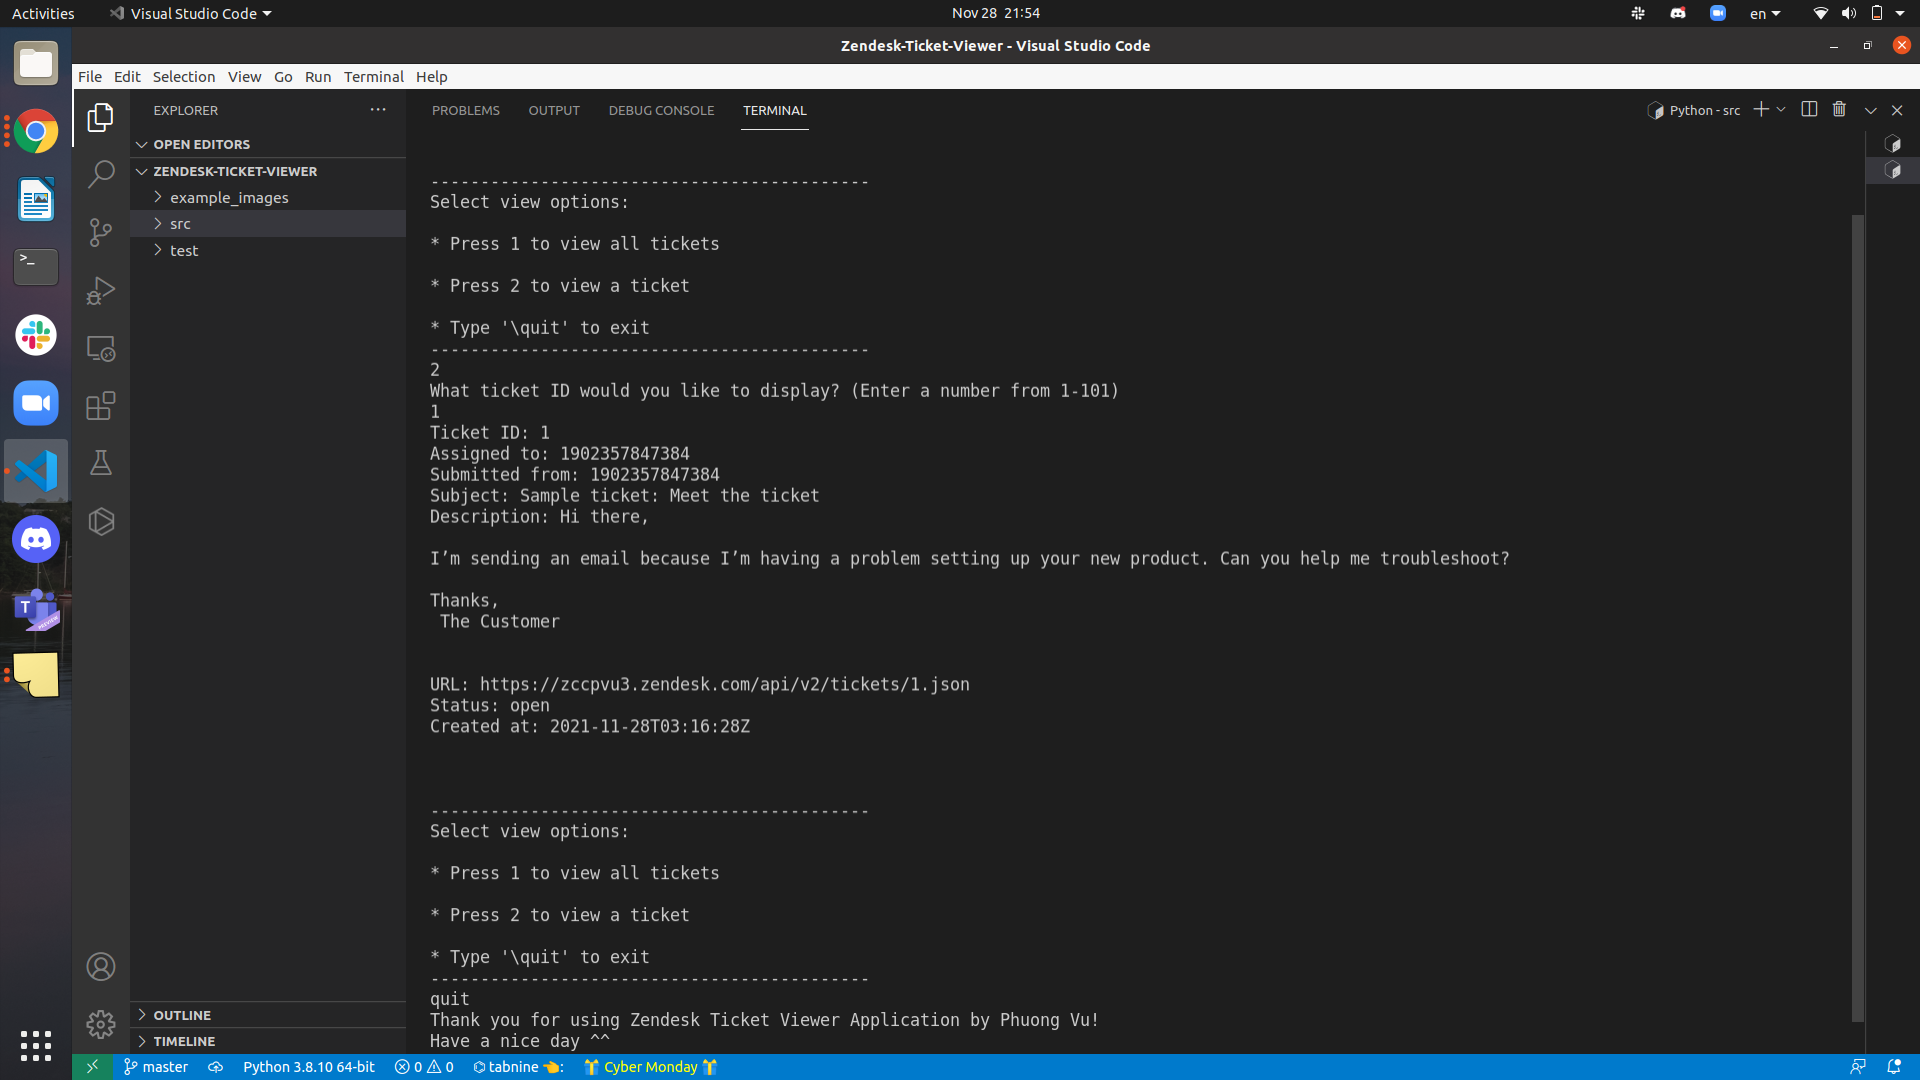 Activities
Visual Studio Code
Nov 28 21:54
en
Zendesk-Ticket-Viewer - Visual Studio Code
File Edit Selection View Go Run Terminal Help
EXPLORER
OPEN EDITORS
ZENDESK-TICKET-VIEWER
example_images
src
test
OUTLINE
TIMELINE
PROBLEMS OUTPUT DEBUG CONSOLE TERMINAL
Python - src
--------------------------------------------
Select view options:
* Press 1 to view all tickets
* Press 2 to view a ticket
* Type '\quit' to exit
--------------------------------------------
2
What ticket ID would you like to display? (Enter a number from 1-101)
1
Ticket ID: 1
Assigned to: 1902357847384
Submitted from: 1902357847384
Subject: Sample ticket: Meet the ticket
Description: Hi there,
I’m sending an email because I’m having a problem setting up your new product. Can you help me troubleshoot?
Thanks,
The Customer
URL: https://zccpvu3.zendesk.com/api/v2/tickets/1.json
Status: open
Created at: 2021-11-28T03:16:28Z
--------------------------------------------
Select view options:
* Press 1 to view all tickets
* Press 2 to view a ticket
* Type '\quit' to exit
--------------------------------------------
quit
Thank you for using Zendesk Ticket Viewer Application by Phuong Vu!
Have a nice day ^^
master Python 3.8.10 64-bit 0 0 tabnine : Cyber Monday